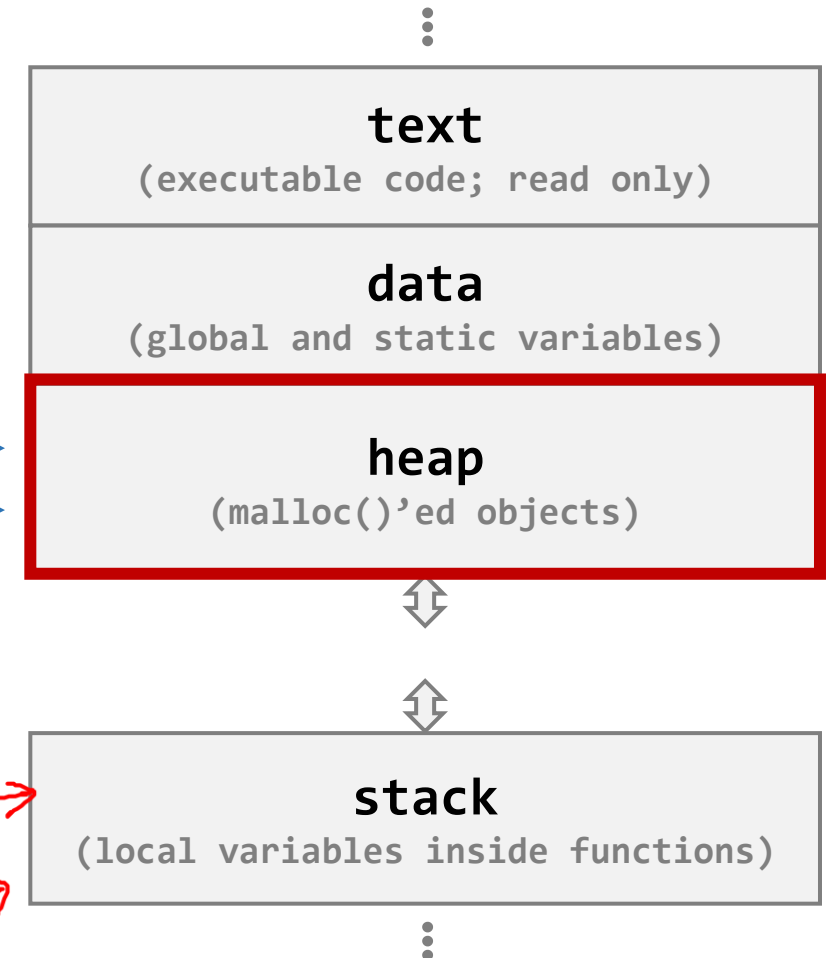 text
(executable code; read only)
data
(global and static variables)
heap
(malloc()’ed objects)
stack
(local variables inside functions)